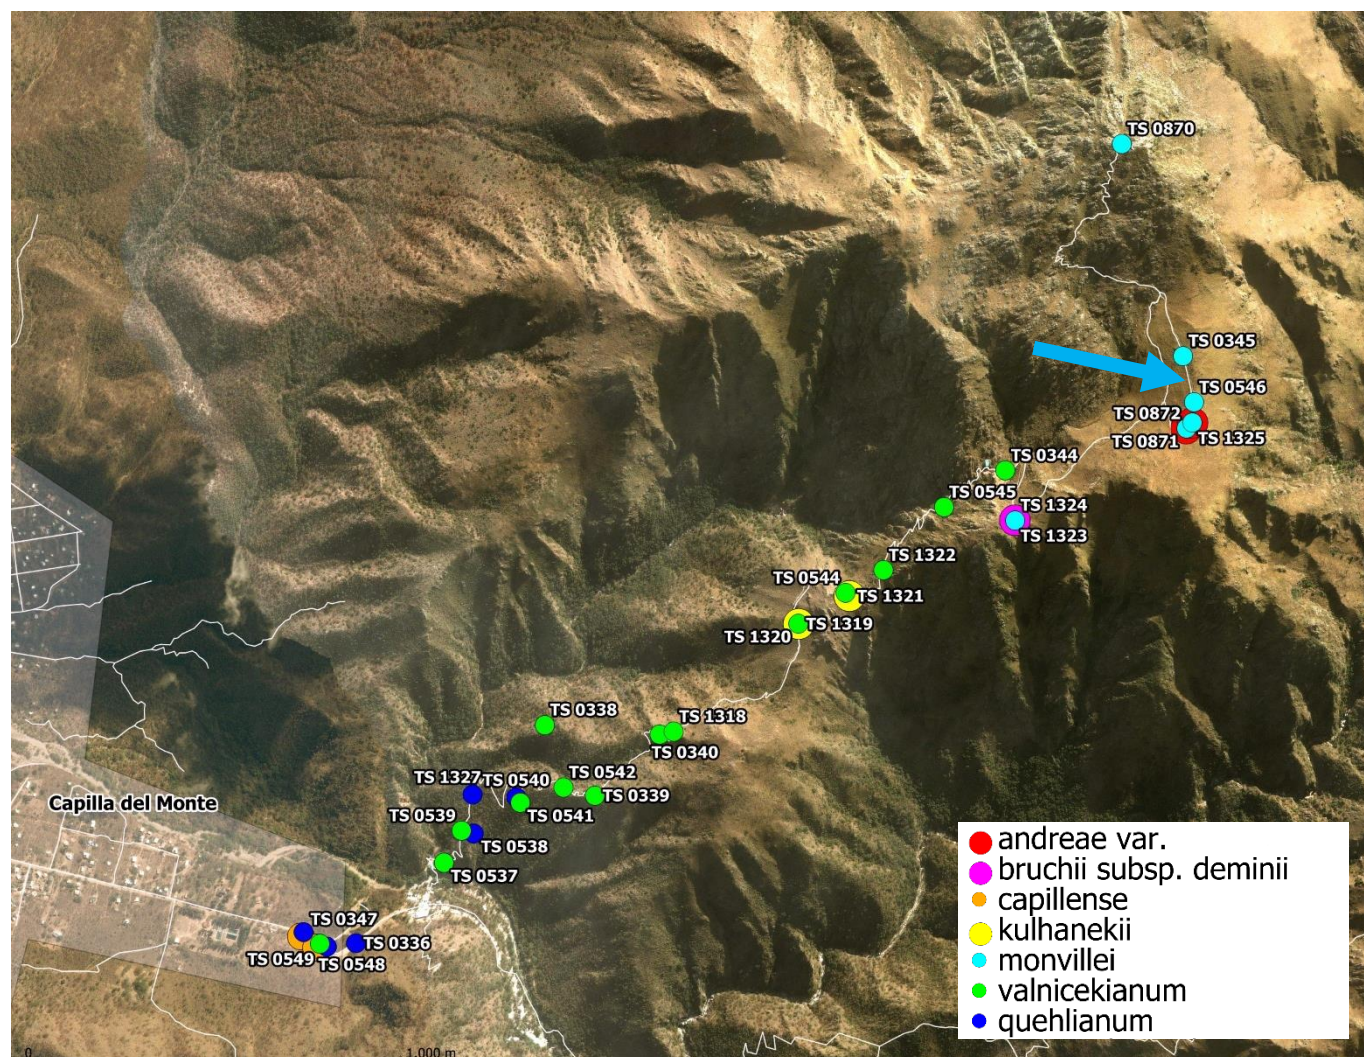 TS 0870
TS 0345
TS 0546
TS 0872
TS 0871
TS 1325
TS 0344
TS 0545
TS 1324
TS 1323
TS 1322
TS 0544
TS 1321
TS 1319
TS 1320
TS 0338
TS 1318
TS 0340
TS 1327
TS 0540
TS 0542
TS 0339
TS 0541
Capilla del Monte
TS 0539
TS 0538
TS 0537
TS 0347
TS 0336
TS 0549
TS 0548
andreae var.
bruchii subsp. deminii
capillense
kulhanekii
monvillei
valnicekianum
quehlianum
0
1,000 m